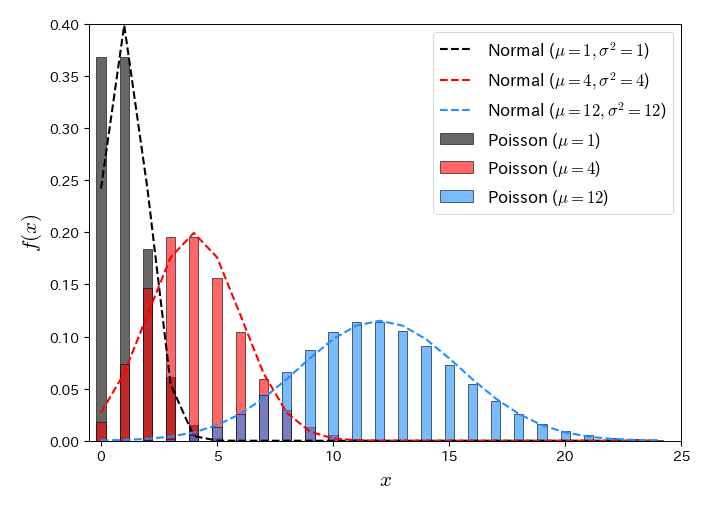 0.40
0.35
0.30
0.25
0.20
0.15
0.10
0.05
0.00
f(x)
0
5
10
15
20
25
x
Normal (μ = 1, σ² = 1)
Normal (μ = 4, σ² = 4)
Normal (μ = 12, σ² = 12)
Poisson (μ = 1)
Poisson (μ = 4)
Poisson (μ = 12)